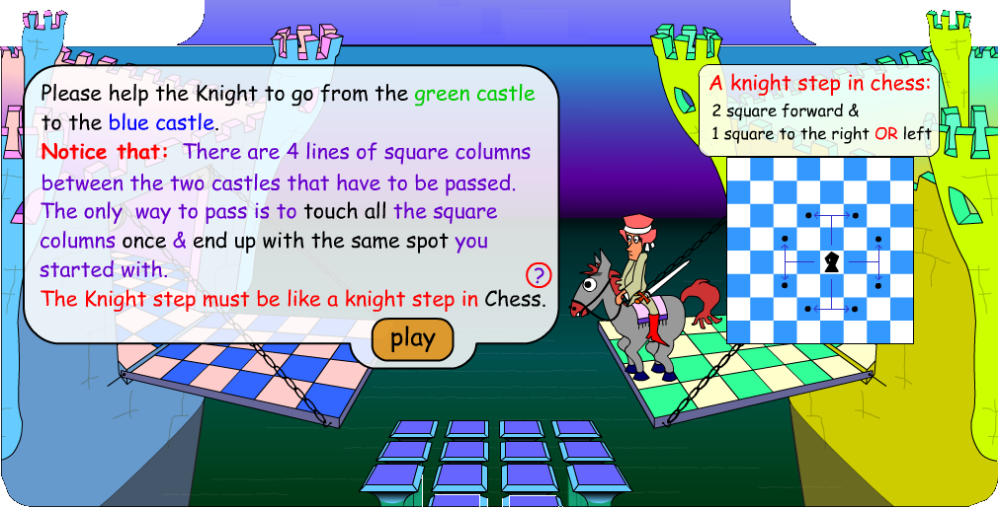 Please help the Knight to go from the green castle
to the blue castle.
Notice that: There are 4 lines of square columns
between the two castles that have to be passed.
The only way to pass is to touch all the square
columns once & end up with the same spot you
started with.
?
The Knight step must be like a knight step in Chess.
play
A knight step in chess:
2 square forward &
1 square to the right OR left